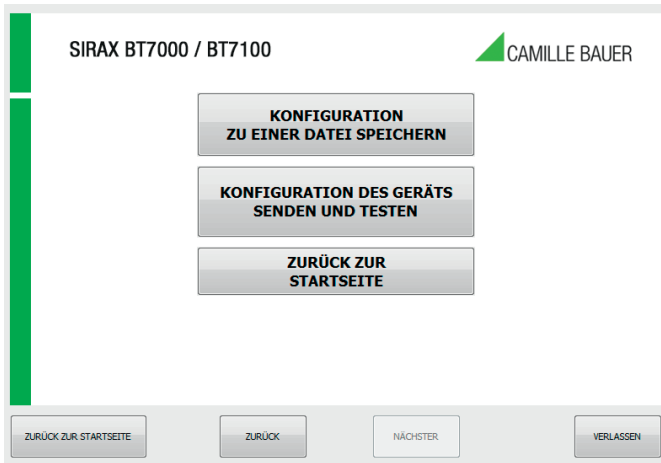 SIRAX BT7000 / BT7100
CAMILLE BAUER
KONFIGURATION
ZU EINER DATEI SPEICHERN
KONFIGURATION DES GERÄTS
SENDEN UND TESTEN
ZURÜCK ZUR
STARTSEITE
ZURÜCK ZUR STARTSEITE
ZURÜCK
NÄCHSTER
VERLASSEN